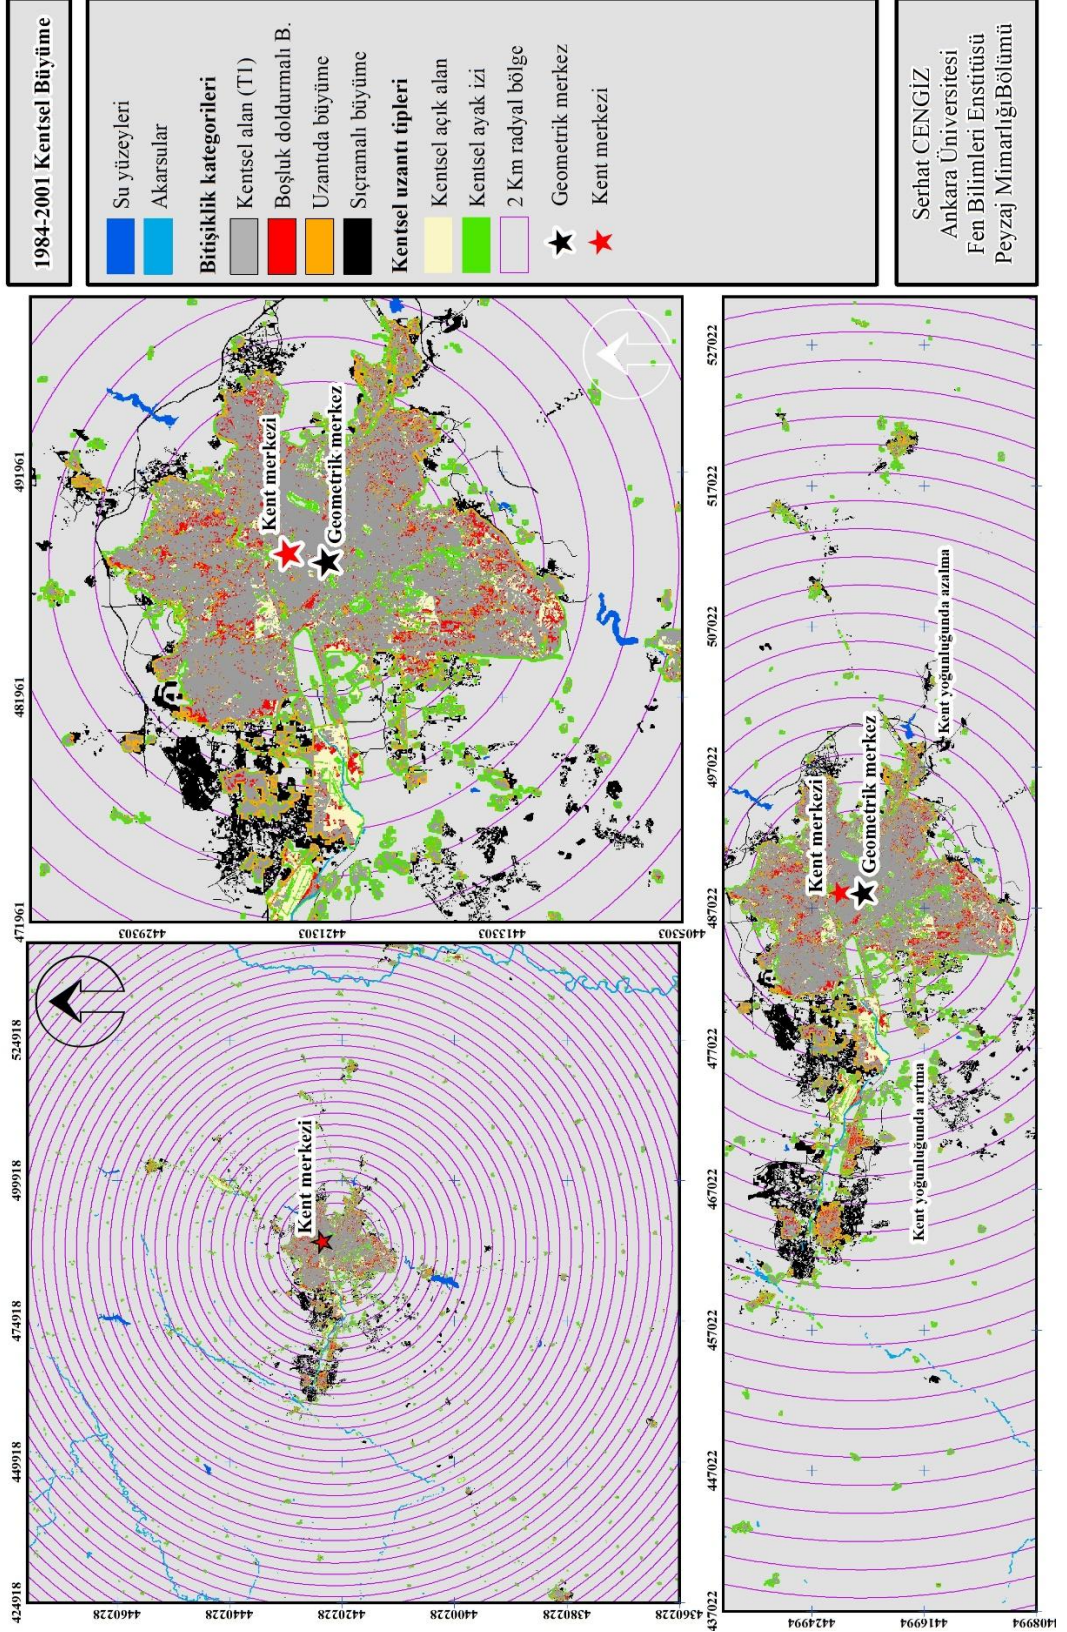 424918 449918 474918 499918 524918
4460228
4440228
4420228
4400228
4380228
4360228
Kent merkezi
471961 481961 491961
4429303
4421303
4413303
4405303
Kent merkezi
Geometrik merkez
437022 447022 457022 467022 477022 487022 497022 507022 517022 527022
4424994
4416994
4408994
Kent merkezi
Geometrik merkez
Kent yoğunluğunda artma
Kent yoğunluğunda azalma
1984-2001 Kentsel Büyüme
Su yüzeyleri
Akarsular
Bitişiklik kategorileri
Kentsel alan (T1)
Boşluk doldurmalı B.
Uzantıda büyüme
Sıçramalı büyüme
Kentsel uzantı tipleri
Kentsel açık alan
Kentsel ayak izi
2 Km radyal bölge
Geometrik merkez
Kent merkezi
Serhat CENGİZ
Ankara Üniversitesi
Fen Bilimleri Enstitüsü
Peyzaj MimarlığıBölümü